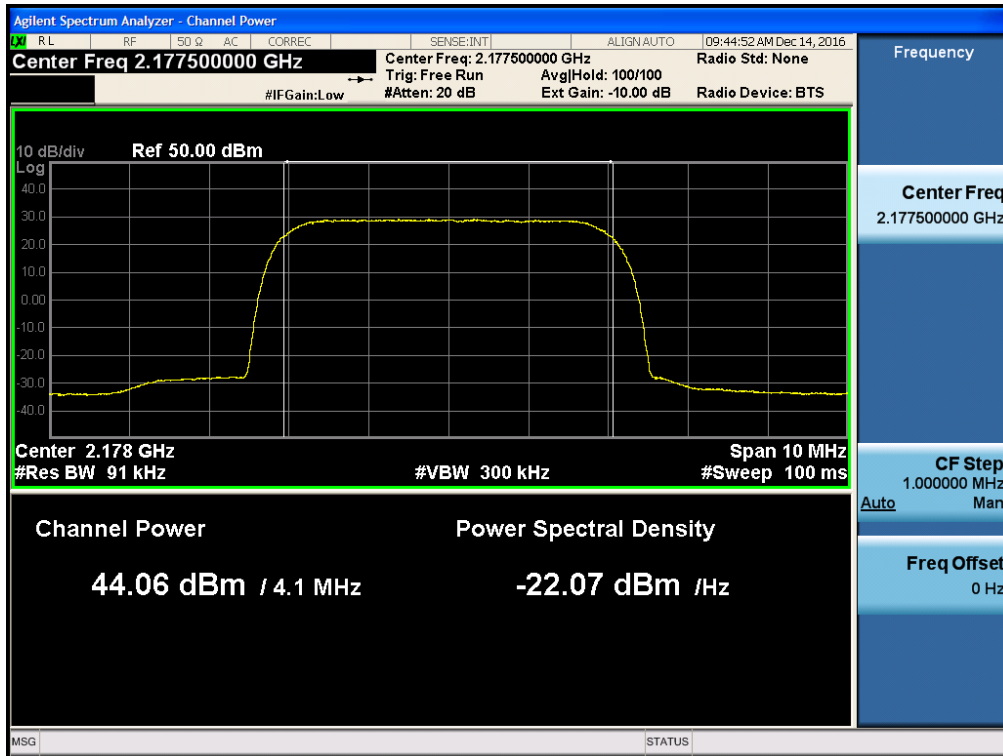 Agilent Spectrum Analyzer - Channel Power
LXI RL RF 50 Ω AC CORREC SENSE:INT ALIGN AUTO 09:44:52 AM Dec 14, 2016
Center Freq 2.177500000 GHz
Center Freq: 2.177500000 GHz
Radio Std: None
Trig: Free Run Avg|Hold: 100/100
#IFGain:Low
#Atten: 20 dB Ext Gain: -10.00 dB Radio Device: BTS
10 dB/div Ref 50.00 dBm
Log
40.0
30.0
20.0
10.0
0.00
-10.0
-20.0
-30.0
-40.0
Center 2.178 GHz Span 10 MHz
#Res BW 91 kHz #VBW 300 kHz #Sweep 100 ms
Channel Power Power Spectral Density
44.06 dBm / 4.1 MHz -22.07 dBm /Hz
MSG STATUS
Frequency
Center Freq
2.177500000 GHz
CF Step
1.000000 MHz
Auto Man
Freq Offset
0 Hz